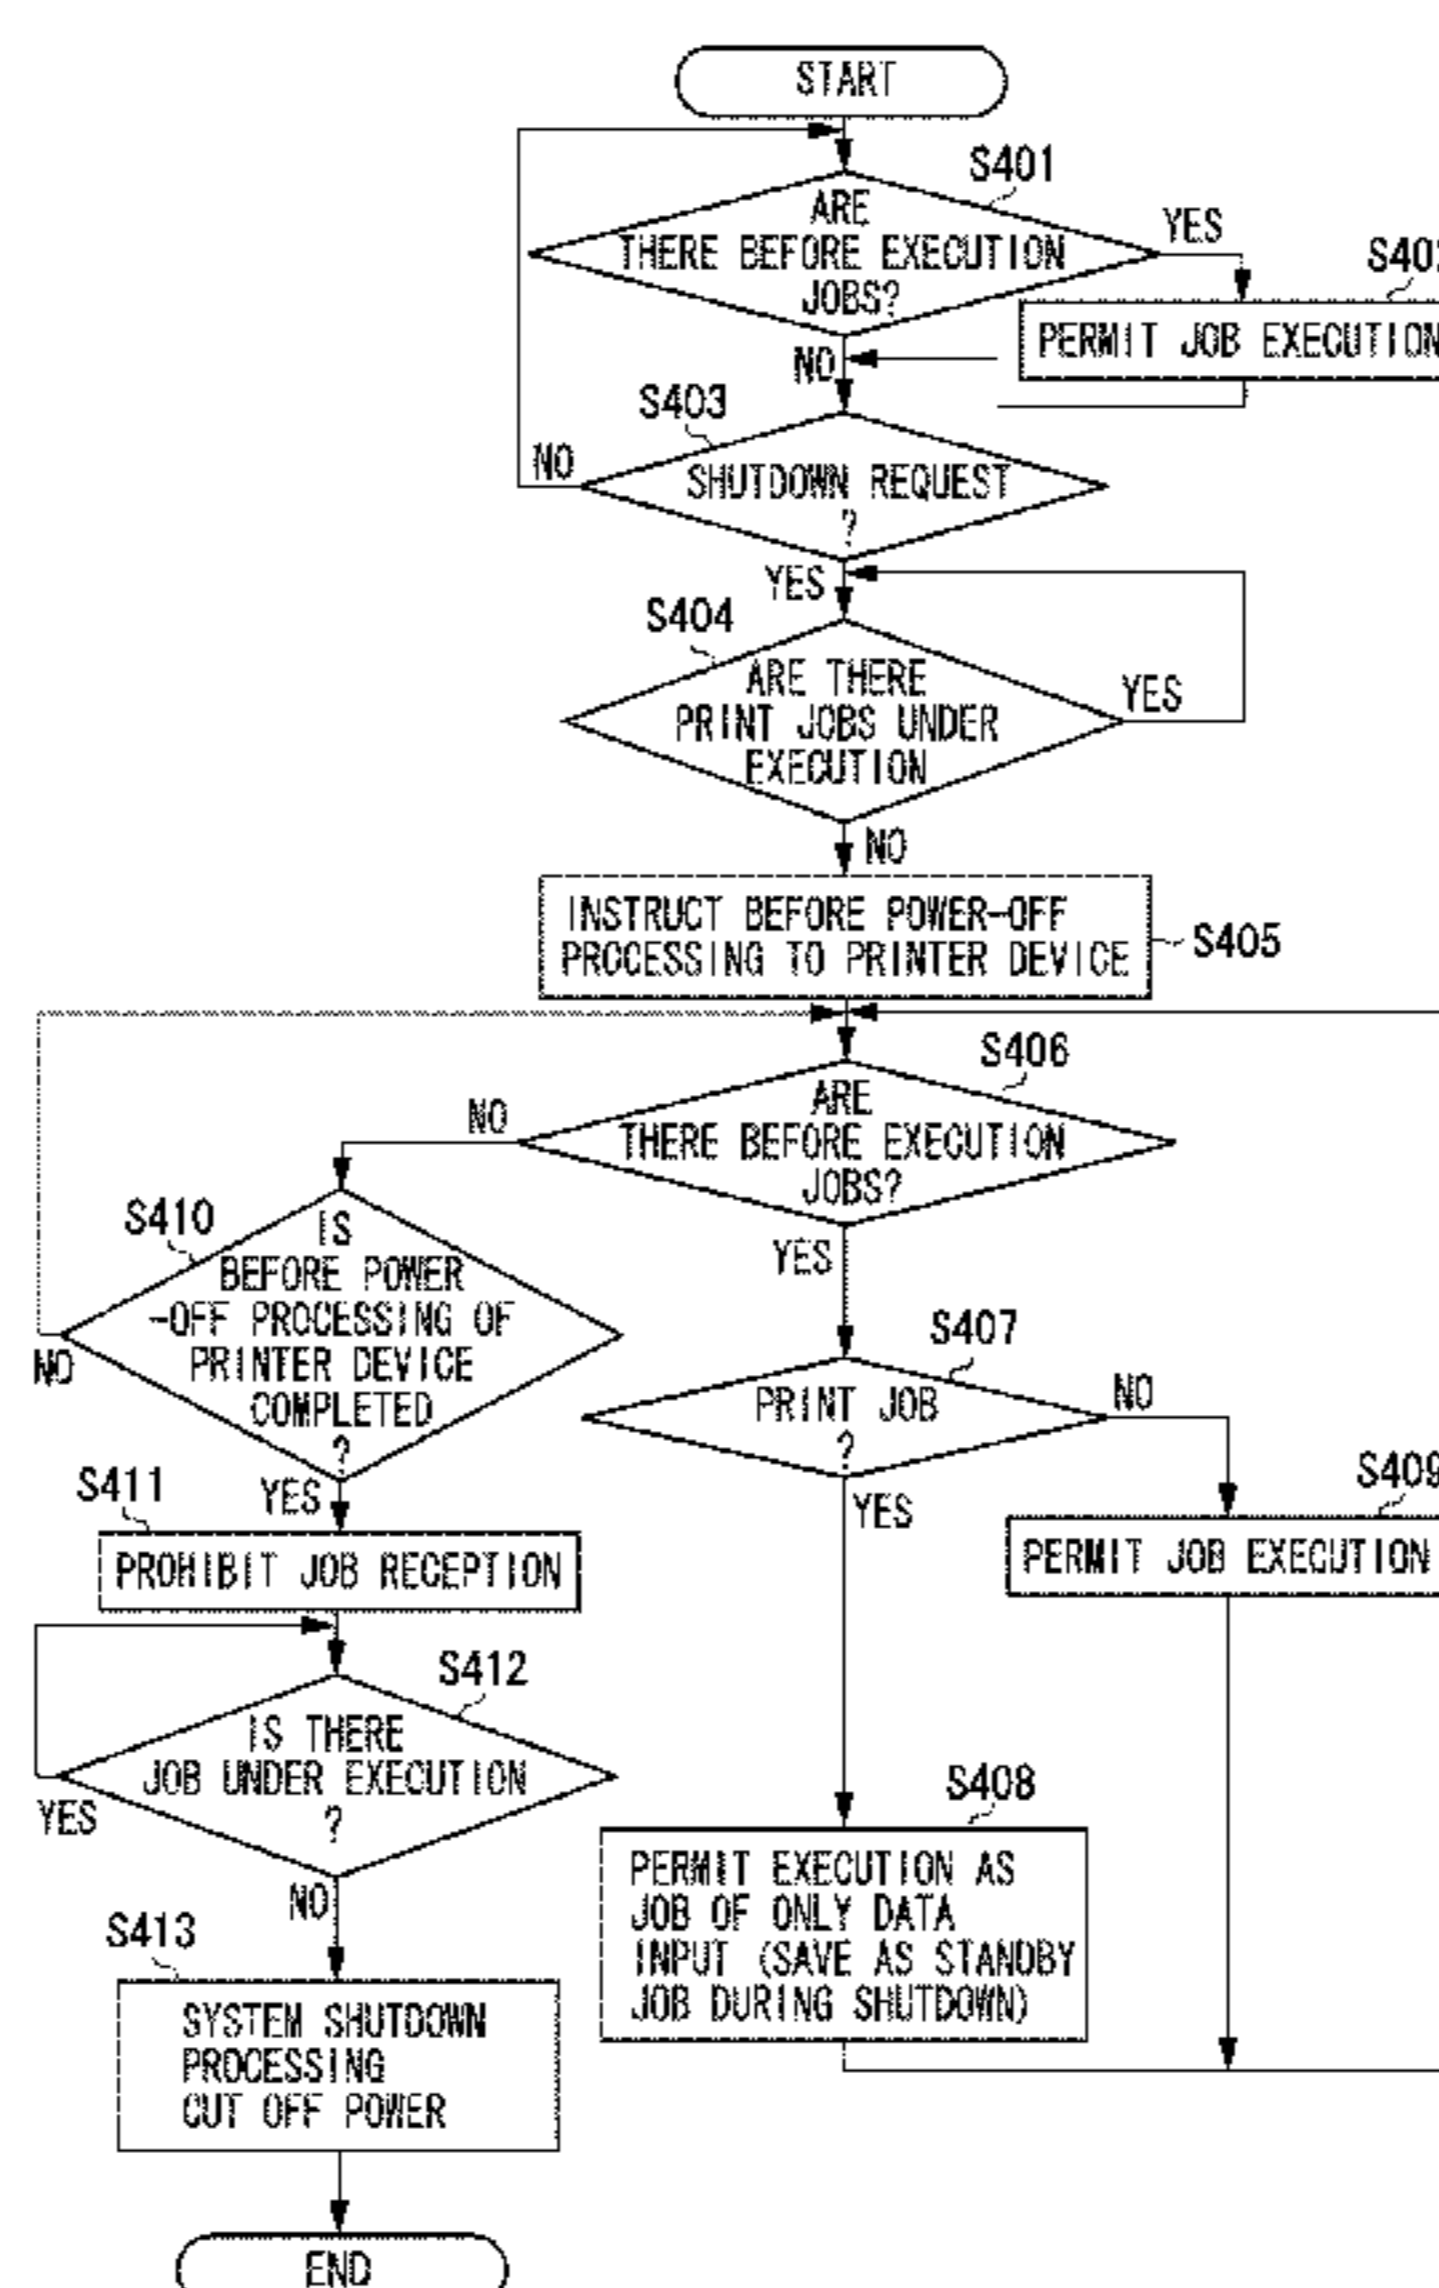 START
S401
ARE
THERE BEFORE EXECUTION
JOBS?
YES
S402
PERMIT JOB EXECUTION
NO
S403
SHUTDOWN REQUEST
?
NO
YES
S404
ARE THERE
PRINT JOBS UNDER
EXECUTION
YES
NO
INSTRUCT BEFORE POWER-OFF
PROCESSING TO PRINTER DEVICE
S405
S406
ARE
THERE BEFORE EXECUTION
JOBS?
NO
YES
S410
IS
BEFORE POWER
-OFF PROCESSING OF
PRINTER DEVICE
COMPLETED
?
NO
YES
S407
PRINT JOB
?
NO
YES
S409
PERMIT JOB EXECUTION
S411
PROHIBIT JOB RECEPTION
S412
IS THERE
JOB UNDER EXECUTION
?
YES
NO
S408
PERMIT EXECUTION AS
JOB OF ONLY DATA
INPUT (SAVE AS STANDBY
JOB DURING SHUTDOWN)
S413
SYSTEM SHUTDOWN
PROCESSING
CUT OFF POWER
END